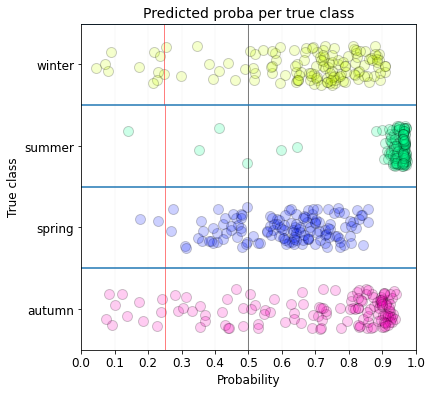 Predicted proba per true class
True class
winter
summer
spring
autumn
0.0 0.1 0.2 0.3 0.4 0.5 0.6 0.7 0.8 0.9 1.0
Probability